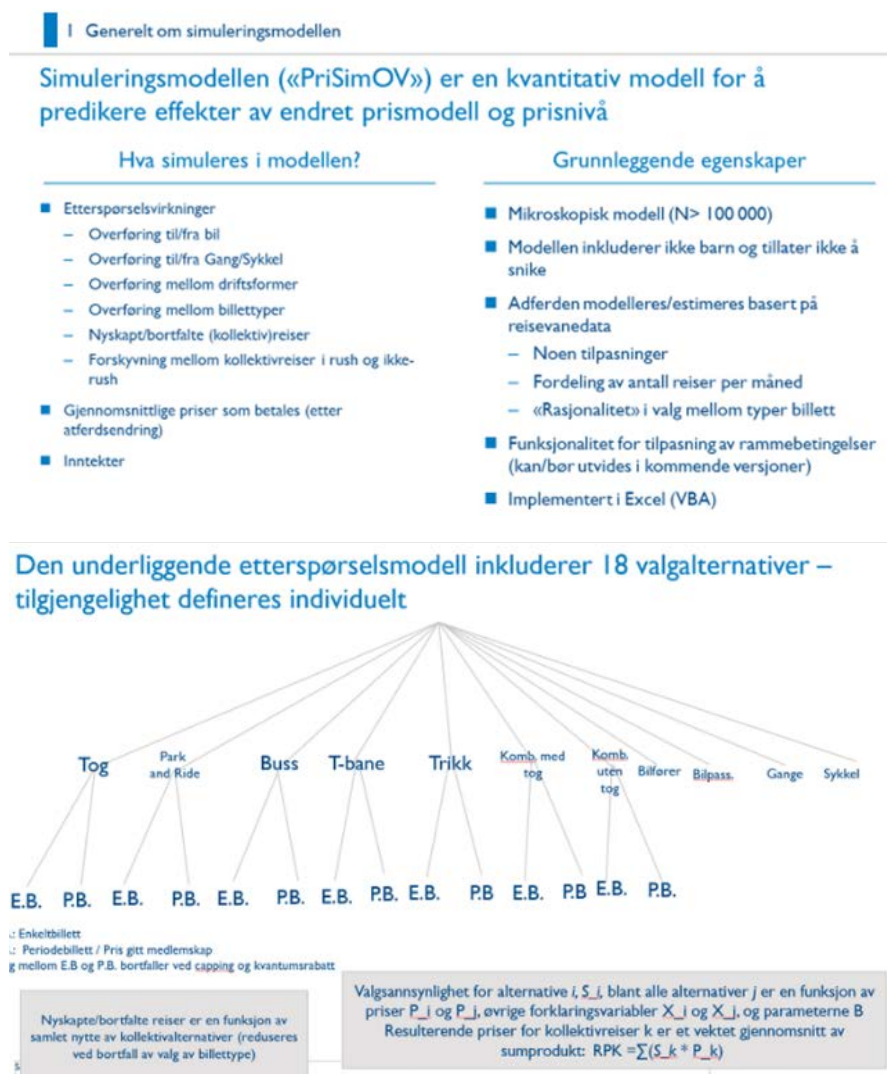 1 Generelt om simuleringsmodellen
Simuleringsmodellen («PriSimOV») er en kvantitativ modell for å
predikere effekter av endret prismodell og prisnivå
Hva simuleres i modellen?
■ Etterspørselsvirkninger
– Overføring til/fra bil
– Overføring til/fra Gang/Sykkel
– Overføring mellom driftsformer
– Overføring mellom billettyper
– Nyskapt/bortfalte (kollektiv)reiser
– Forskyvning mellom kollektivreiser i rush og ikke-
rush
■ Gjennomsnittlige priser som betales (etter
atferdsendring)
■ Inntekter
Grunnleggende egenskaper
■ Mikroskopisk modell (N> 100 000)
■ Modellen inkluderer ikke barn og tillater ikke å
snike
■ Adferden modelleres/estimeres basert på
reisevanedata
– Noen tilpasninger
– Fordeling av antall reiser per måned
– «Rasjonalitet» i valg mellom typer billett
■ Funksjonalitet for tilpasning av rammebetingelser
(kan/bør utvides i kommende versjoner)
■ Implementert i Excel (VBA)
Den underliggende etterspørselsmodell inkluderer 18 valgalternativer –
tilgjengelighet defineres individuelt
Tog
Park
and Ride
Buss
T-bane
Trikk
Komb. med
tog
Komb.
uten
tog
Bilfører
Bilpass.
Gange
Sykkel
E.B. P.B. E.B. P.B. E.B. P.B. E.B. P.B. E.B. P.B E.B. P.B E.B. P.B.
.: Enkeltbillett
.: Periodebillett / Pris gitt medlemskap
g mellom E.B og P.B. bortfaller ved capping og kvantumsrabatt
Nyskapte/bortfalte reiser er en funksjon av
samlet nytte av kollektivalternativer (reduseres
ved bortfall av valg av billettype)
Valgsannsynlighet for alternative i, S_i, blant alle alternativer j er en funksjon av
priser P_i og P_j, øvrige forklaringsvariabler X_i og X_j, og parameterne B
Resulterende priser for kollektivreiser k er et vektet gjennomsnitt av
sumprodukt: RPK =∑(S_k * P_k)